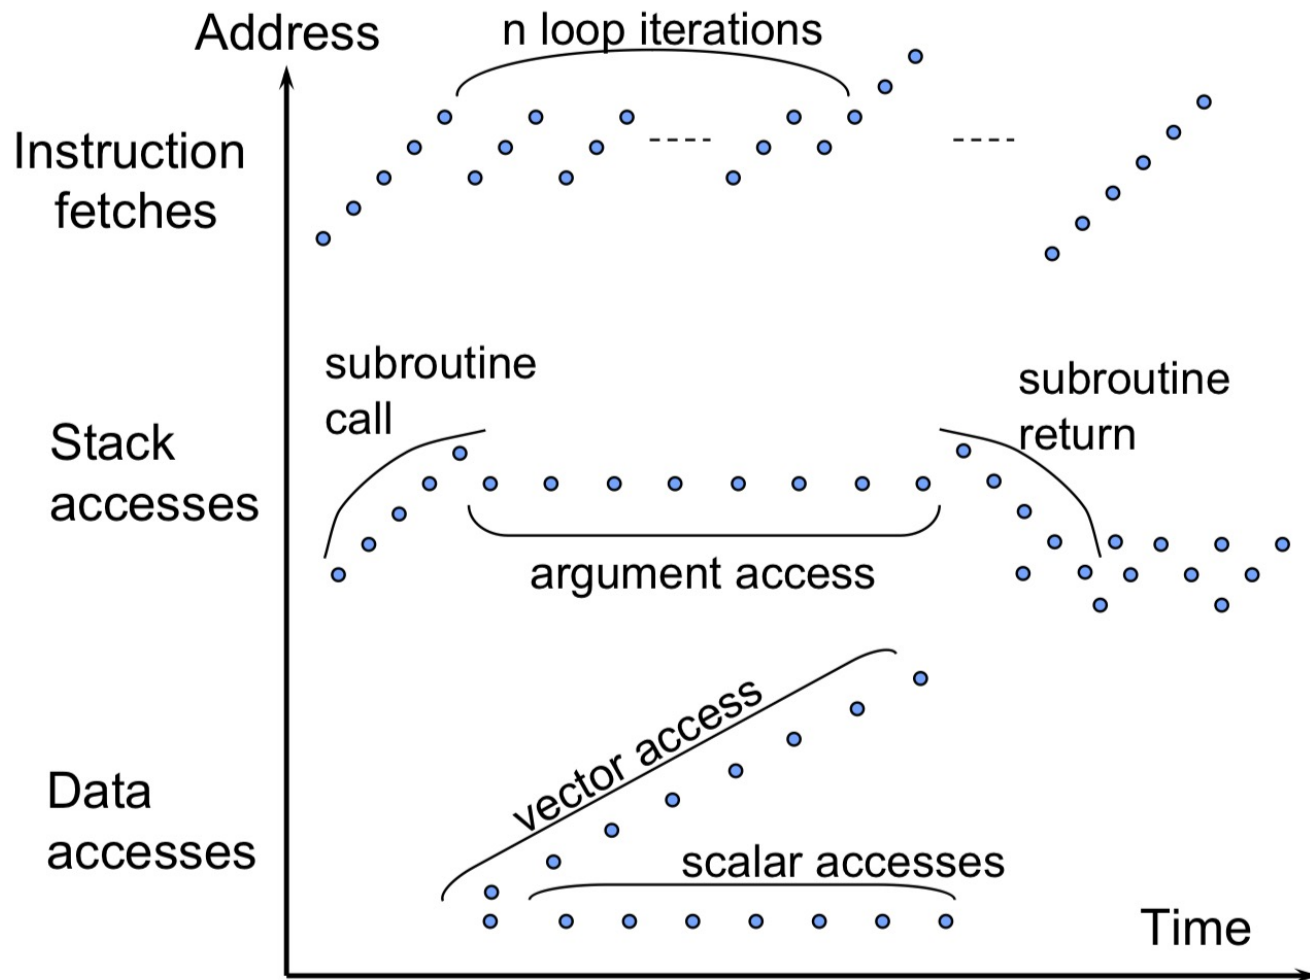 Address
n loop iterations
Instruction
fetches
subroutine
call
subroutine
return
Stack
accesses
argument access
vector access
Data
accesses
scalar accesses
Time